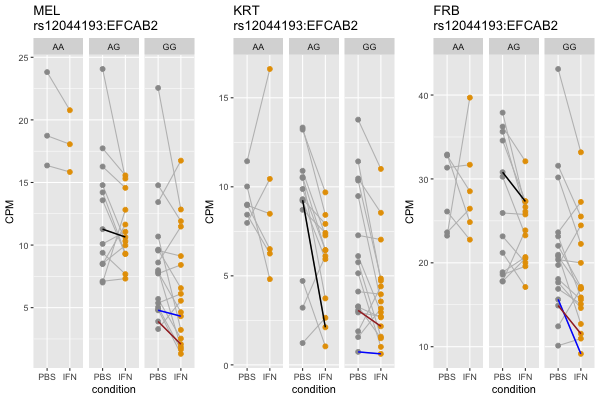 MEL
rs12044193:EFCAB2
AA AG GG
25
20
15
10
5
CPM
PBS IFN PBS IFN PBS IFN
condition
KRT
rs12044193:EFCAB2
AA AG GG
15
10
5
0
CPM
PBS IFN PBS IFN PBS IFN
condition
FRB
rs12044193:EFCAB2
AA AG GG
40
30
20
10
CPM
PBS IFN PBS IFN PBS IFN
condition